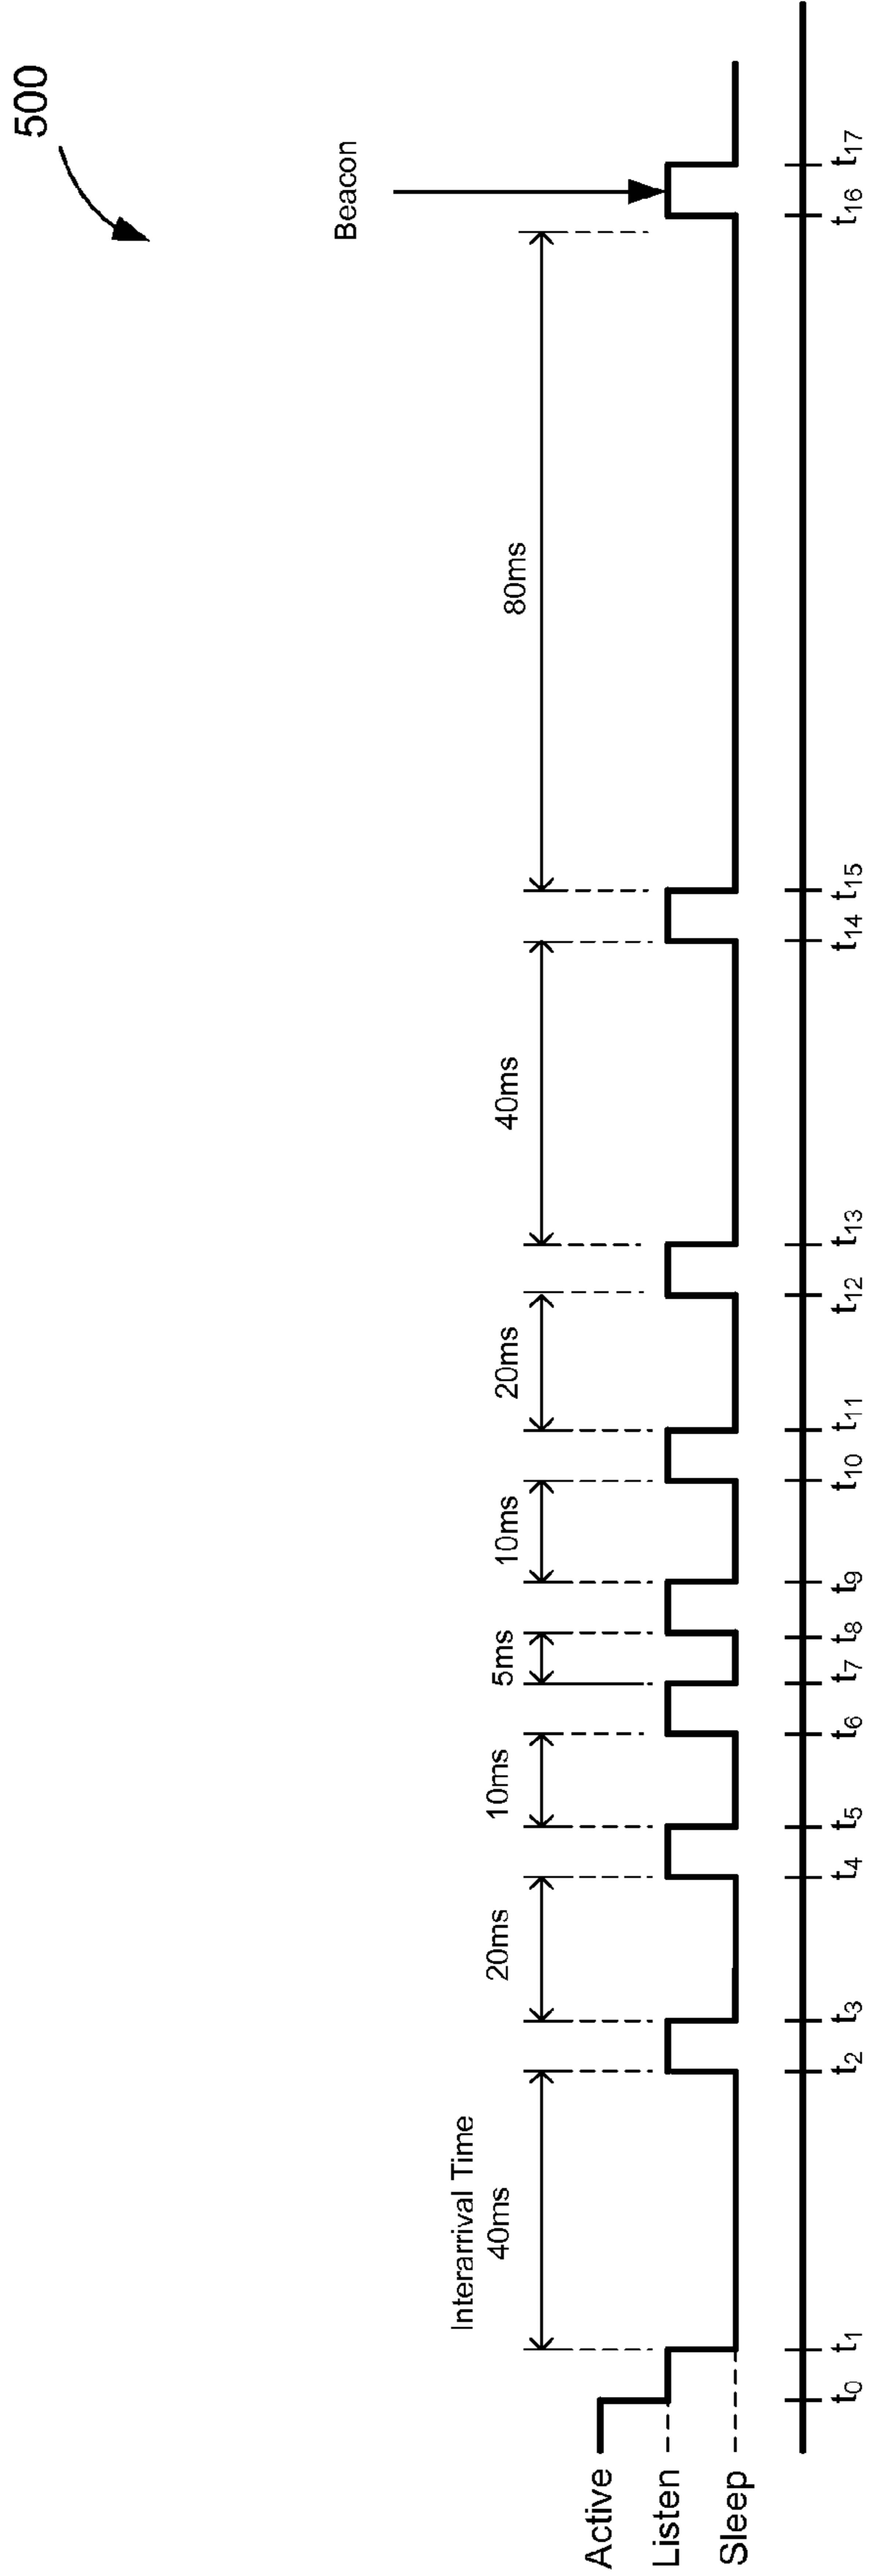 500
Beacon
Interarrival Time
40ms
20ms
10ms
5ms
10ms
20ms
40ms
80ms
Active
Listen
Sleep
t0
t1
t2
t3
t4
t5
t6
t7
t8
t9
t10
t11
t12
t13
t14
t15
t16
t17